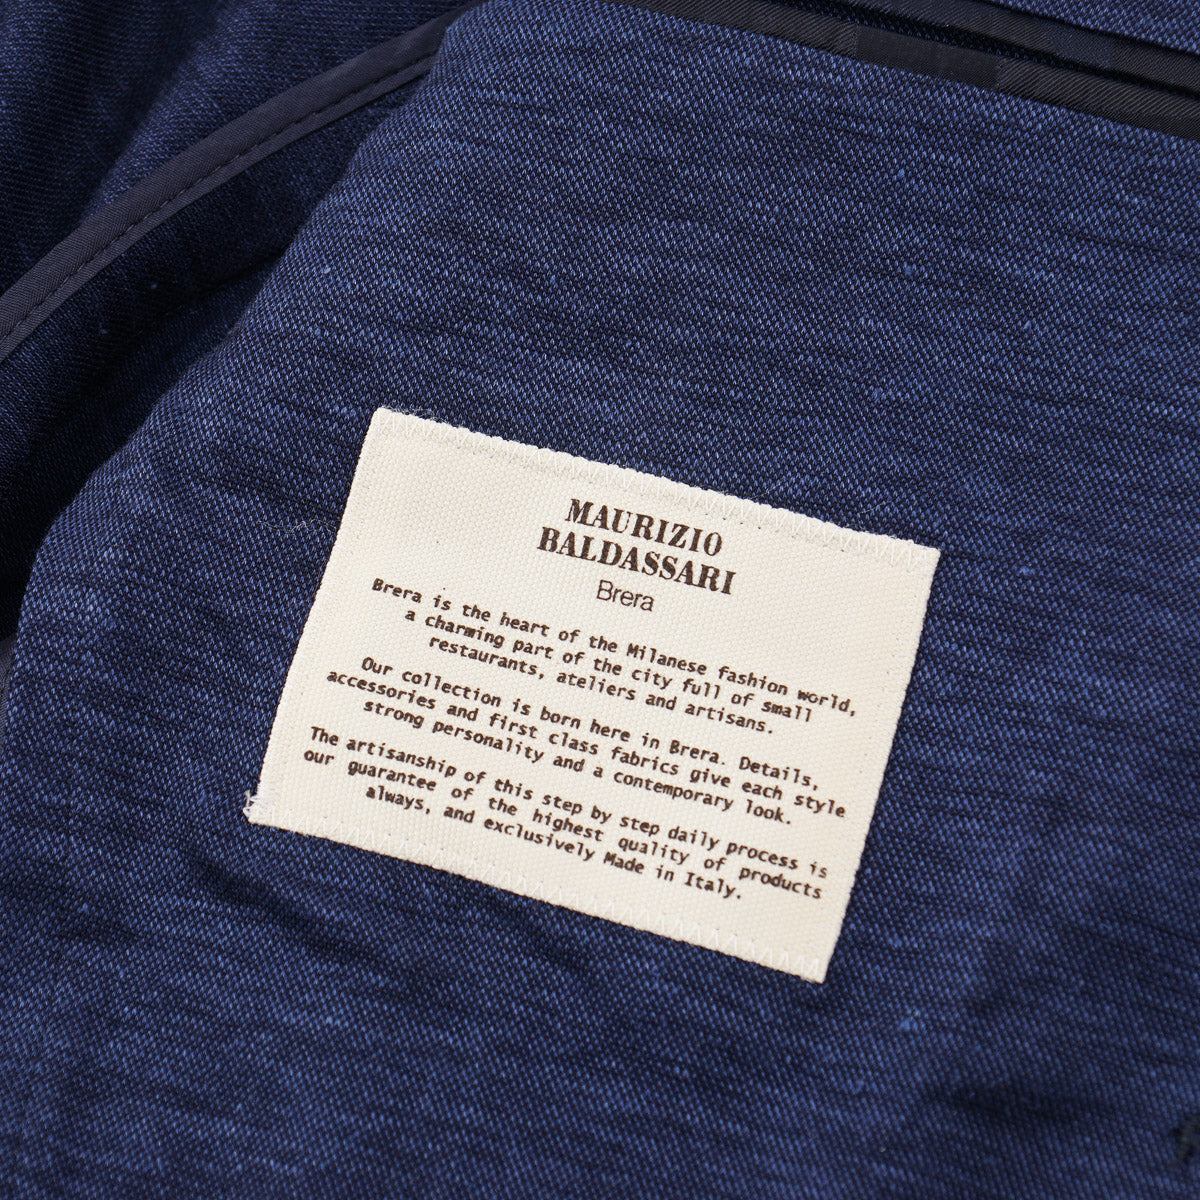 MAURIZIO
BALDASSARI
Brera
Brera is the heart of the Milanese fashion world,
a charming part of the city full of small
restaurants, ateliers and artisans.
Our collection is born here in Brera. Details,
accessories and first class fabrics give each style
strong personality and a contemporary look.
The artisanship of this step by step daily process is
our guarantee of the highest quality of products
always, and exclusively Made in Italy.